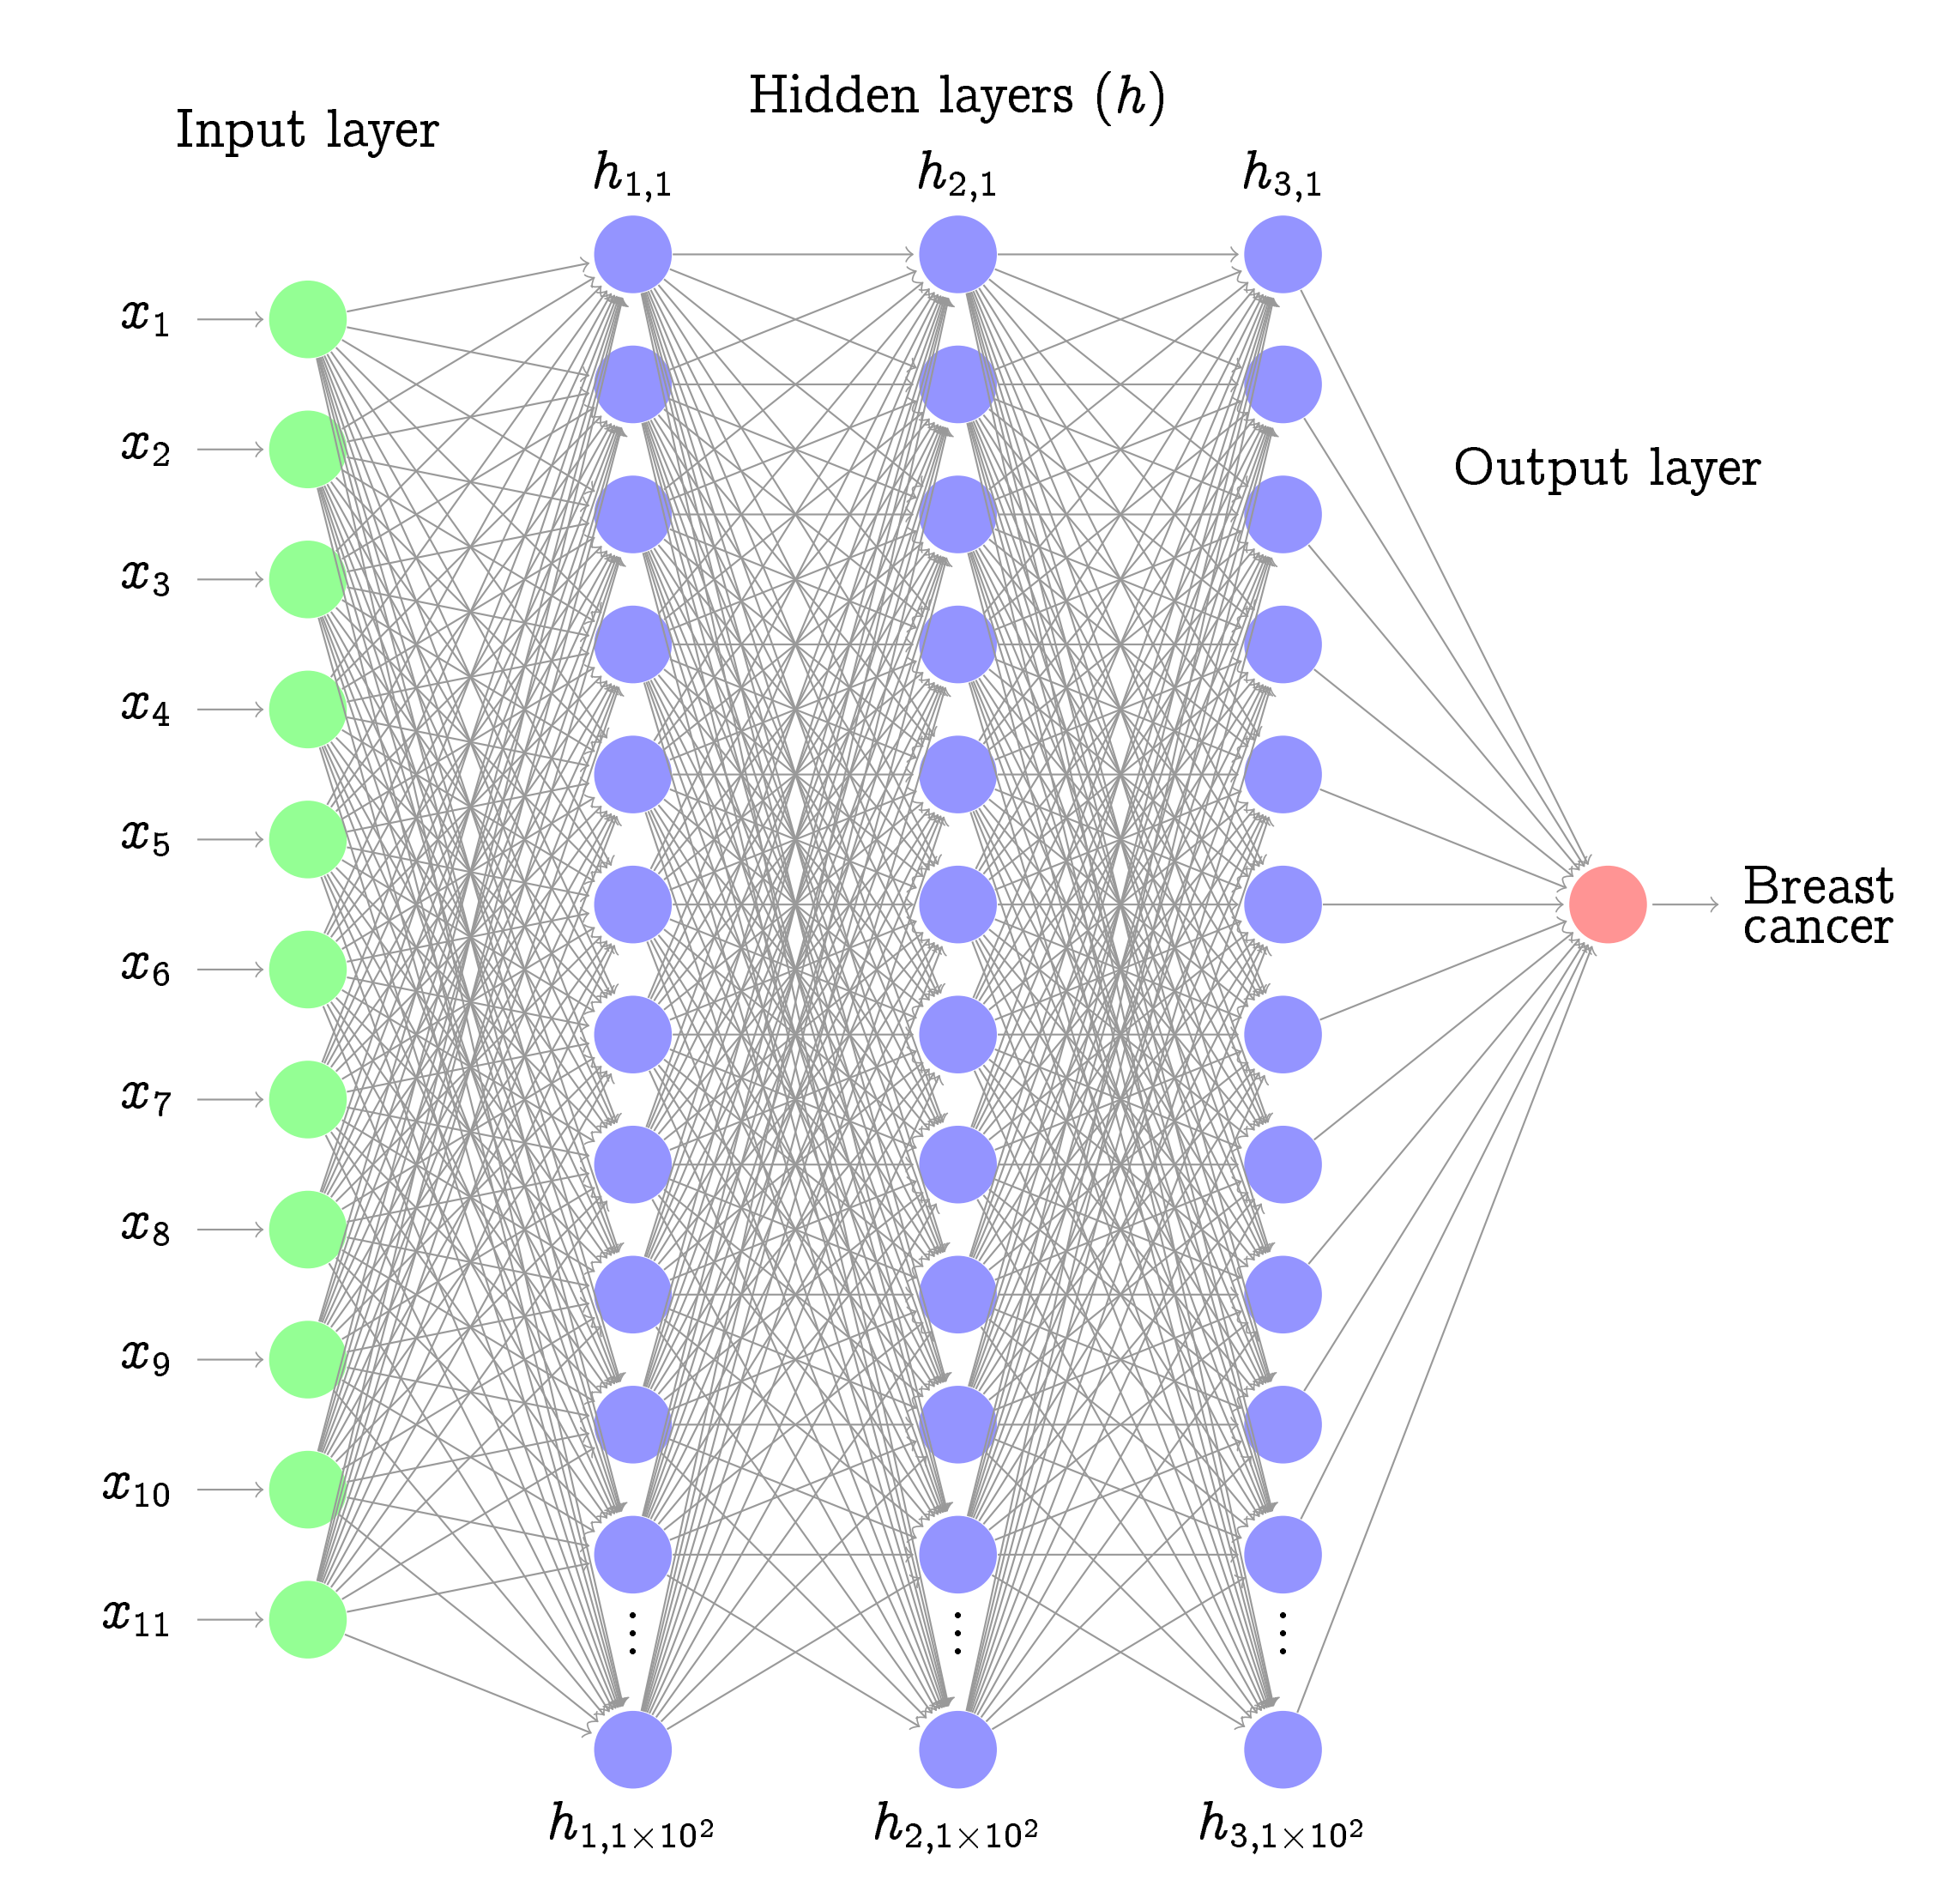 Hidden layers (h)
Input layer
h1,1 h2,1 h3,1
x1
x2
Output layer
x3
x4
x5
Breast
cancer
x6
x7
x8
x9
x10
x11
⋮ ⋮ ⋮
h1,1×10² h2,1×10² h3,1×10²